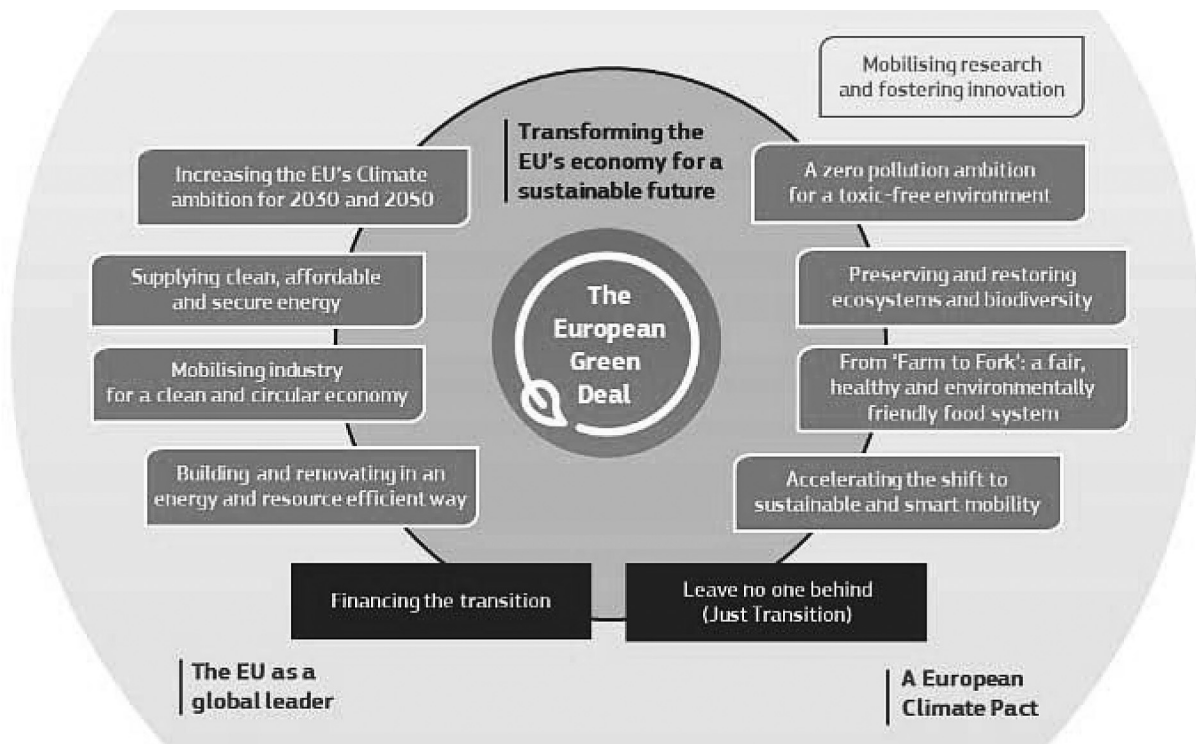 Mobilising research
and fostering innovation
Transforming the
EU's economy for a
sustainable future
Increasing the EU's Climate
ambition for 2030 and 2050
A zero pollution ambition
for a toxic-free environment
Supplying clean, affordable
and secure energy
Preserving and restoring
ecosystems and biodiversity
The
European
Green
Deal
Mobilising industry
for a clean and circular economy
From 'Farm to Fork': a fair,
healthy and environmentally
friendly food system
Building and renovating in an
energy and resource efficient way
Accelerating the shift to
sustainable and smart mobility
Financing the transition
Leave no one behind
(Just Transition)
The EU as a
global leader
A European
Climate Pact